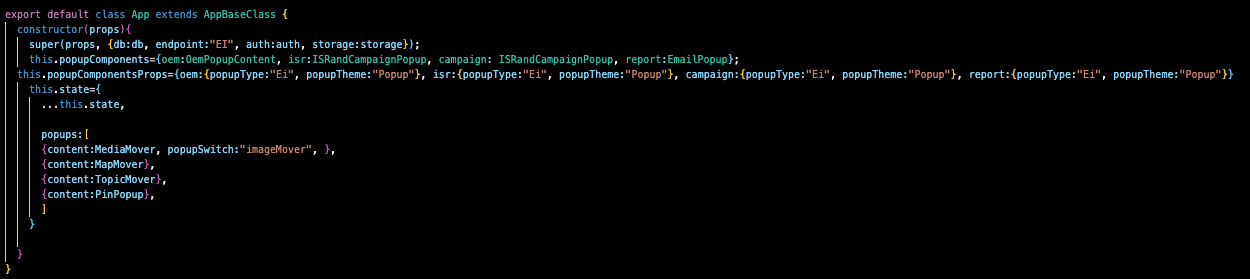 export default class App extends AppBaseClass {
constructor(props){
super(props, {db:db, endpoint:"EI", auth:auth, storage:storage});
this.popupComponents={oem:OemPopupContent, isr:ISRandCampaignPopup, campaign: ISRandCampaignPopup, report:EmailPopup};
this.popupComponentsProps={oem:{popupType:"Ei", popupTheme:"Popup"}, isr:{popupType:"Ei", popupTheme:"Popup"}, campaign:{popupType:"Ei", popupTheme:"Popup"}, report:{popupType:"Ei", popupTheme:"Popup"}}
this.state={
...this.state,
popups:[
{content:MediaMover, popupSwitch:"imageMover", },
{content:MapMover},
{content:TopicMover},
{content:PinPopup},
]
}
}
}